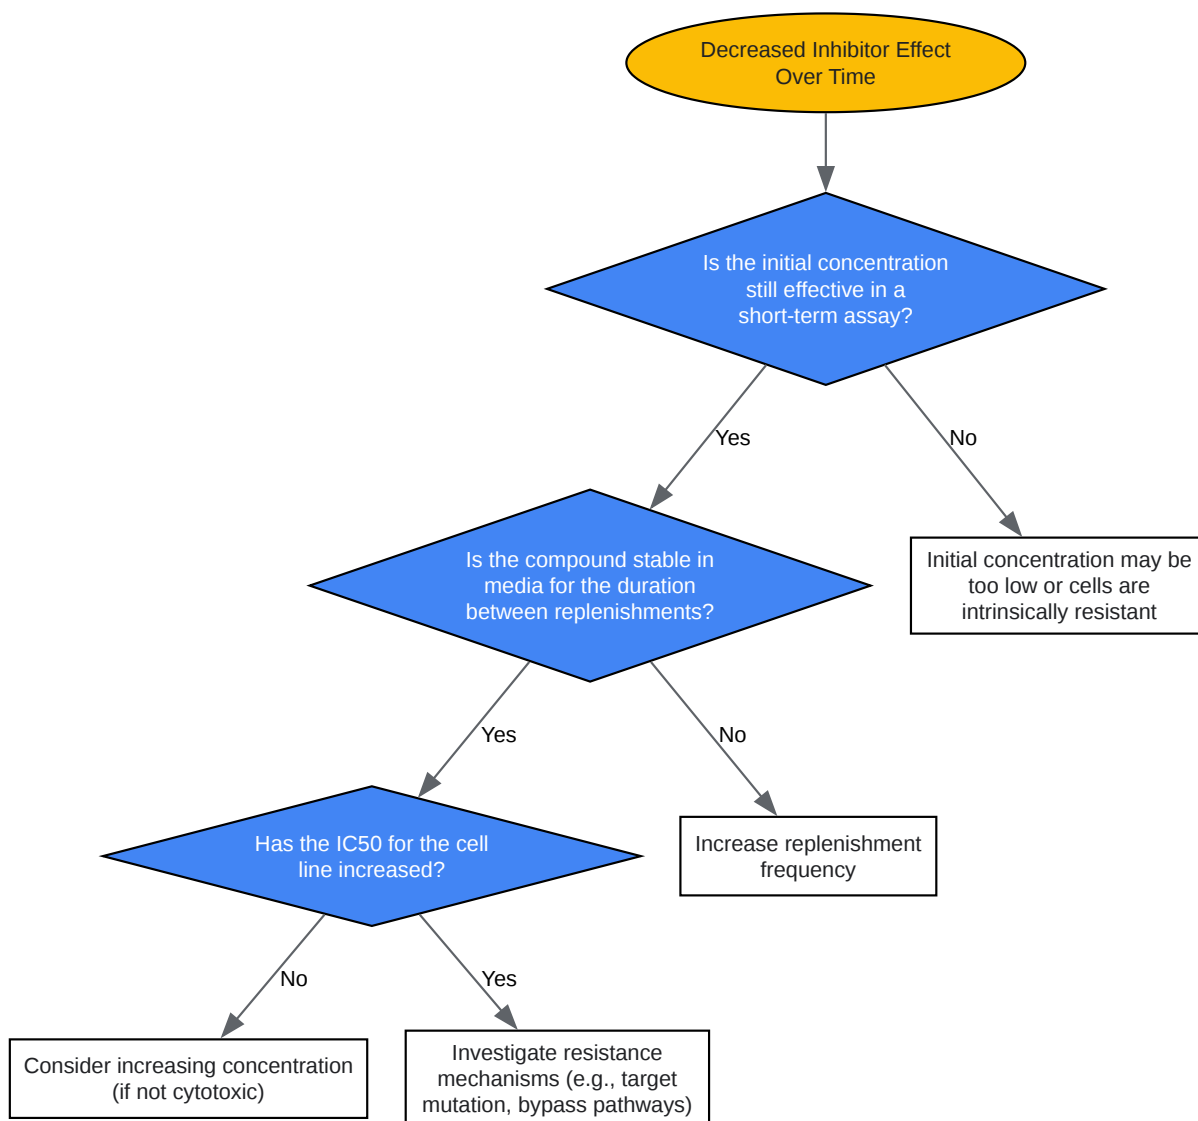 Decreased Inhibitor Effect
Over Time
Is the initial concentration
still effective in a
short-term assay?
Yes
No
Is the compound stable in
media for the duration
between replenishments?
Initial concentration may be
too low or cells are
intrinsically resistant
Yes
No
Has the IC50 for the cell
line increased?
Increase replenishment
frequency
No
Yes
Consider increasing concentration
(if not cytotoxic)
Investigate resistance
mechanisms (e.g., target
mutation, bypass pathways)